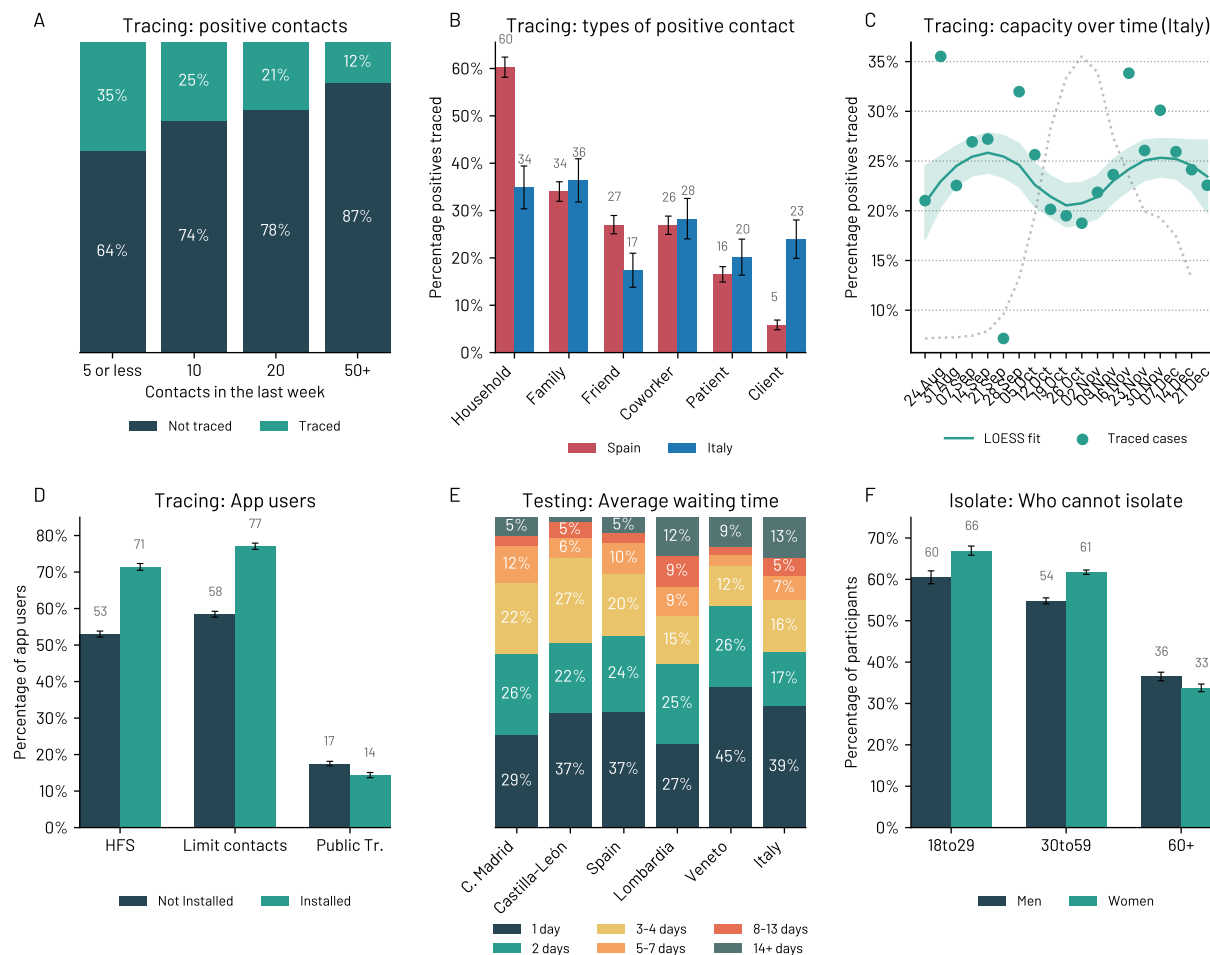 A
Tracing: positive contacts
35%
25%
21%
12%
64%
74%
78%
87%
5 or less
10
20
50+
Contacts in the last week
Not traced
Traced
B
Tracing: types of positive contact
Percentage positives traced
60%
50%
40%
30%
20%
10%
0%
60
34
34
36
27
17
26
28
16
20
5
23
Household
Family
Friend
Coworker
Patient
Client
Spain
Italy
C
Tracing: capacity over time (Italy)
Percentage positives traced
35%
30%
25%
20%
15%
10%
24 Aug
31 Aug
07 Sep
14 Sep
21 Sep
28 Sep
05 Oct
12 Oct
19 Oct
26 Oct
02 Nov
09 Nov
16 Nov
23 Nov
30 Nov
07 Dec
14 Dec
21 Dec
LOESS fit
Traced cases
D
Tracing: App users
Percentage of app users
80%
70%
60%
50%
40%
30%
20%
10%
0%
53
71
58
77
17
14
HFS
Limit contacts
Public Tr.
Not Installed
Installed
E
Testing: Average waiting time
5%
12%
22%
26%
29%
5%
6%
27%
22%
37%
5%
10%
20%
24%
37%
12%
9%
9%
15%
25%
27%
9%
12%
26%
45%
13%
5%
7%
16%
17%
39%
C. Madrid
Castilla-León
Spain
Lombardia
Veneto
Italy
1 day
2 days
3-4 days
5-7 days
8-13 days
14+ days
F
Isolate: Who cannot isolate
Percentage of participants
70%
60%
50%
40%
30%
20%
10%
0%
60
66
54
61
36
33
18to29
30to59
60+
Men
Women